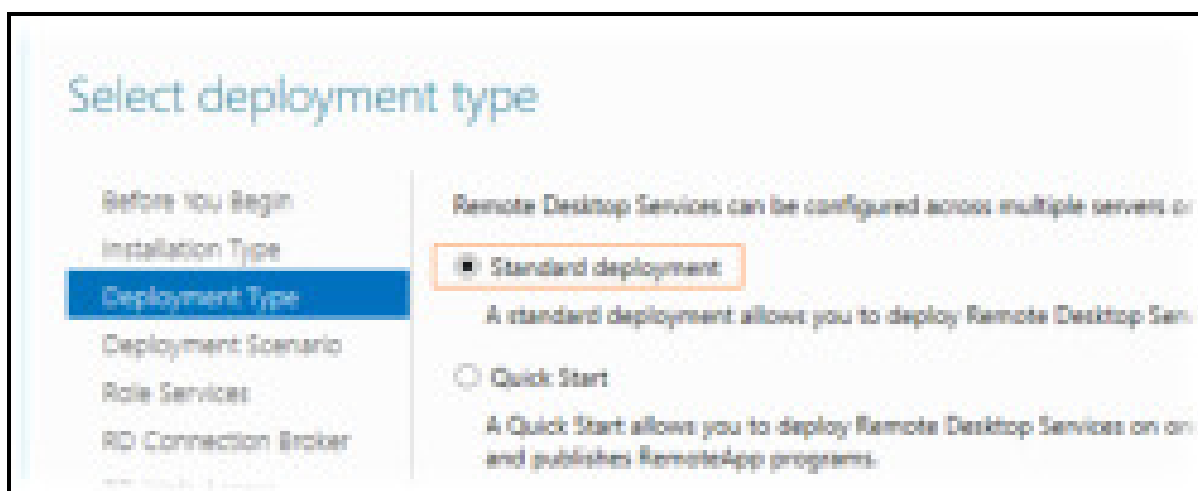 Select deployment type
Before You Begin
Installation Type
Deployment Type
Deployment Scenario
Role Services
RD Connection Broker
Remote Desktop Services can be configured across multiple servers
Standard deployment
A standard deployment allows you to deploy Remote Desktop
Quick Start
A Quick Start allows you to deploy Remote Desktop Services on
and publishes RemoteApp programs.